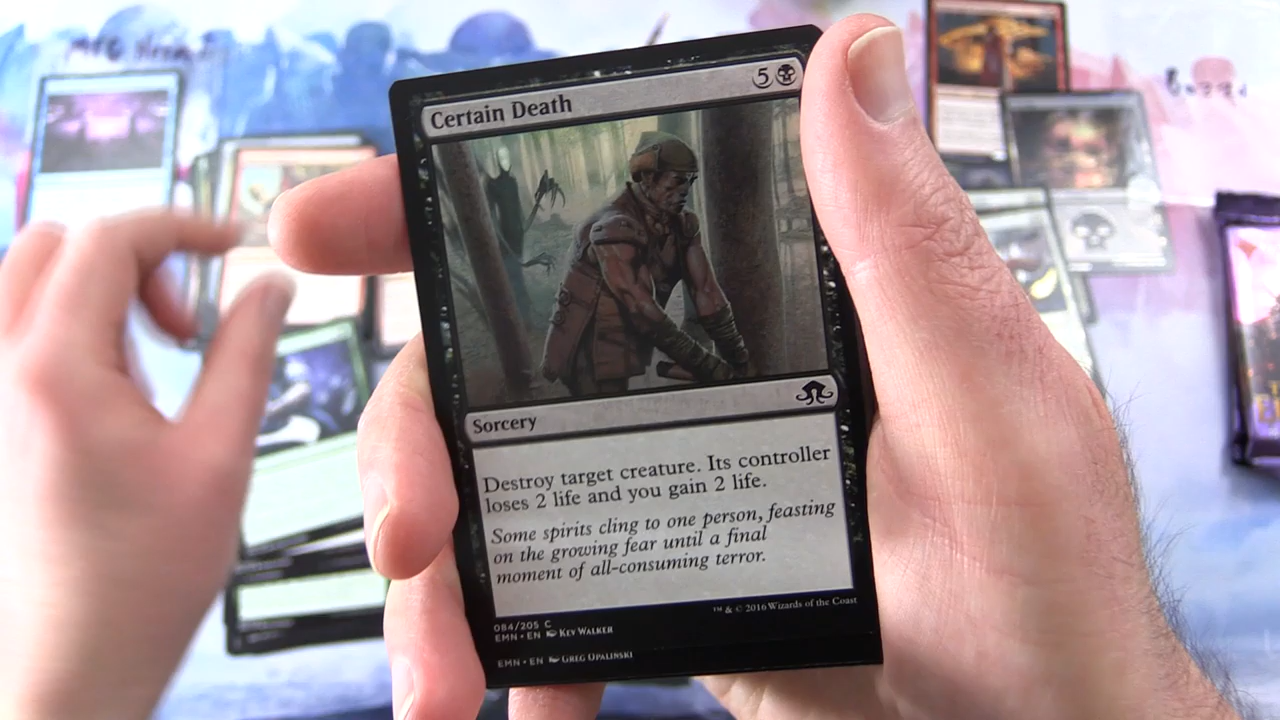 Certain Death 5
Sorcery
Destroy target creature. Its controller
loses 2 life and you gain 2 life.
Some spirits cling to one person, feasting
on the growing fear until a final
moment of all-consuming terror.
™ & © 2016 Wizards of the Coast
084/205 C
EMN • EN Kev Walker
EMN • EN Greg Opalinski